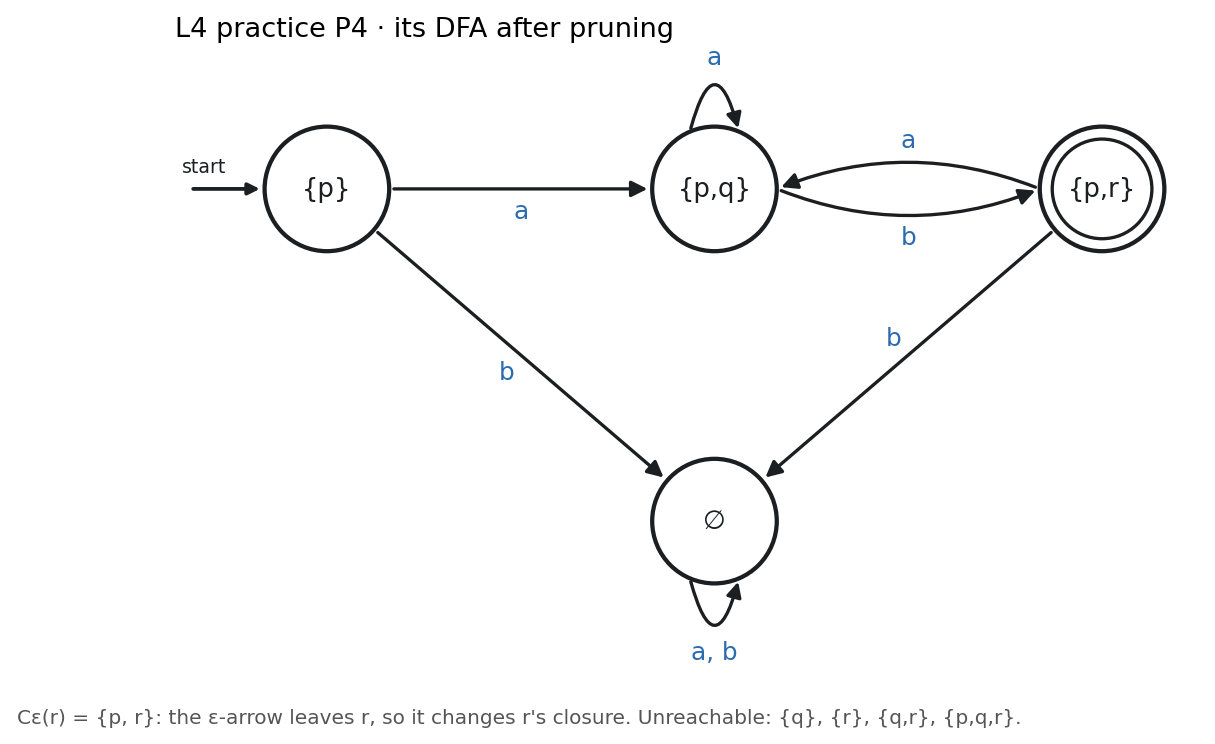 L4 practice P4 · its DFA after pruning
a
start
{p}
{p,q}
{p,r}
a
a
b
b
b
∅
a, b
Cε(r) = {p, r}: the ε-arrow leaves r, so it changes r's closure. Unreachable: {q}, {r}, {q,r}, {p,q,r}.